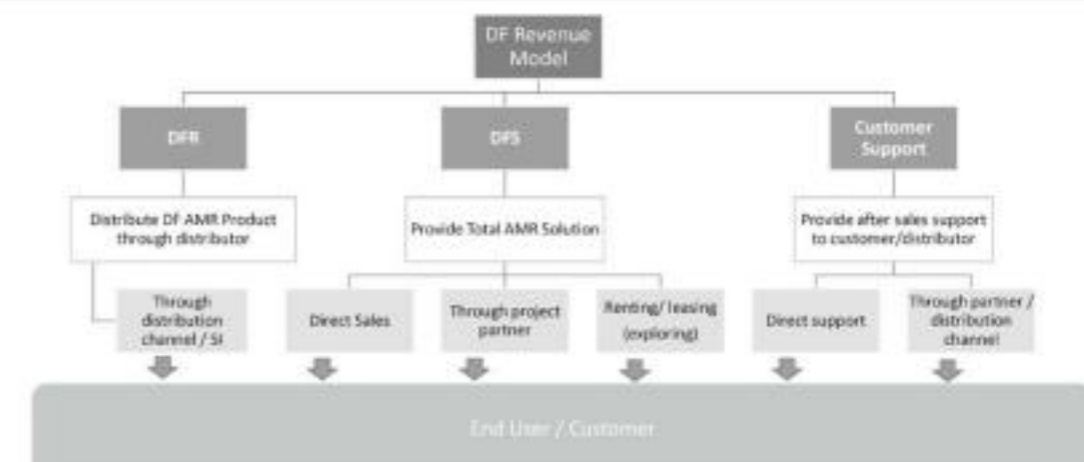 DF Revenue
Model
DFR
DFS
Customer
Support
Distribute DF AMR Product
through distributor
Provide Total AMR Solution
Provide after sales support
to customer/distributor
Through
distribution
channel / SI
Direct Sales
Through project
partner
Renting/ leasing
(exploring)
Direct support
Through partner /
distribution
channel
End User / Customer